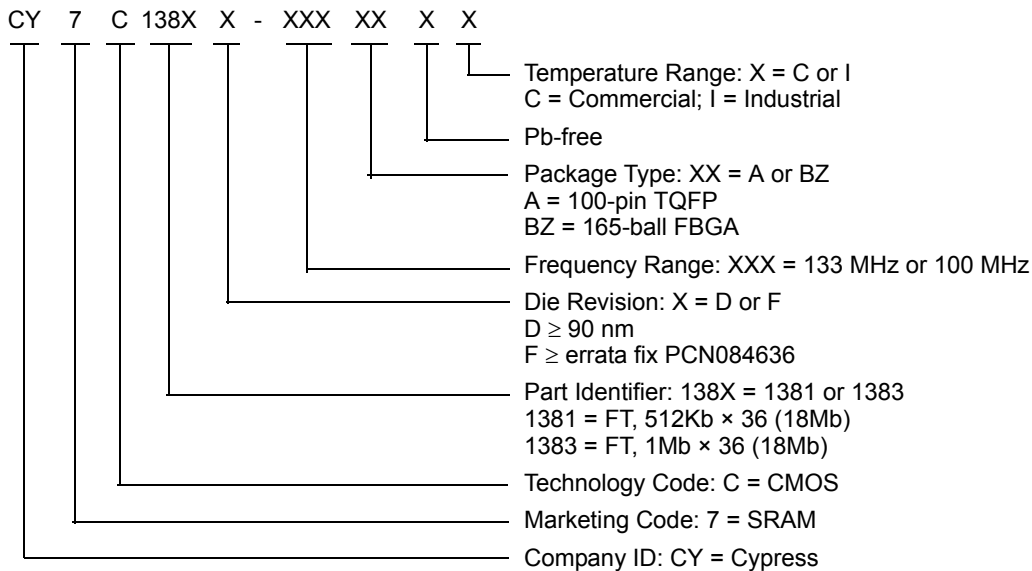 CY 7 C 138X X - XXX XX X X
Temperature Range: X = C or I
C = Commercial; I = Industrial
Pb-free
Package Type: XX = A or BZ
A = 100-pin TQFP
BZ = 165-ball FBGA
Frequency Range: XXX = 133 MHz or 100 MHz
Die Revision: X = D or F
D ≥ 90 nm
F ≥ errata fix PCN084636
Part Identifier: 138X = 1381 or 1383
1381 = FT, 512Kb × 36 (18Mb)
1383 = FT, 1Mb × 36 (18Mb)
Technology Code: C = CMOS
Marketing Code: 7 = SRAM
Company ID: CY = Cypress